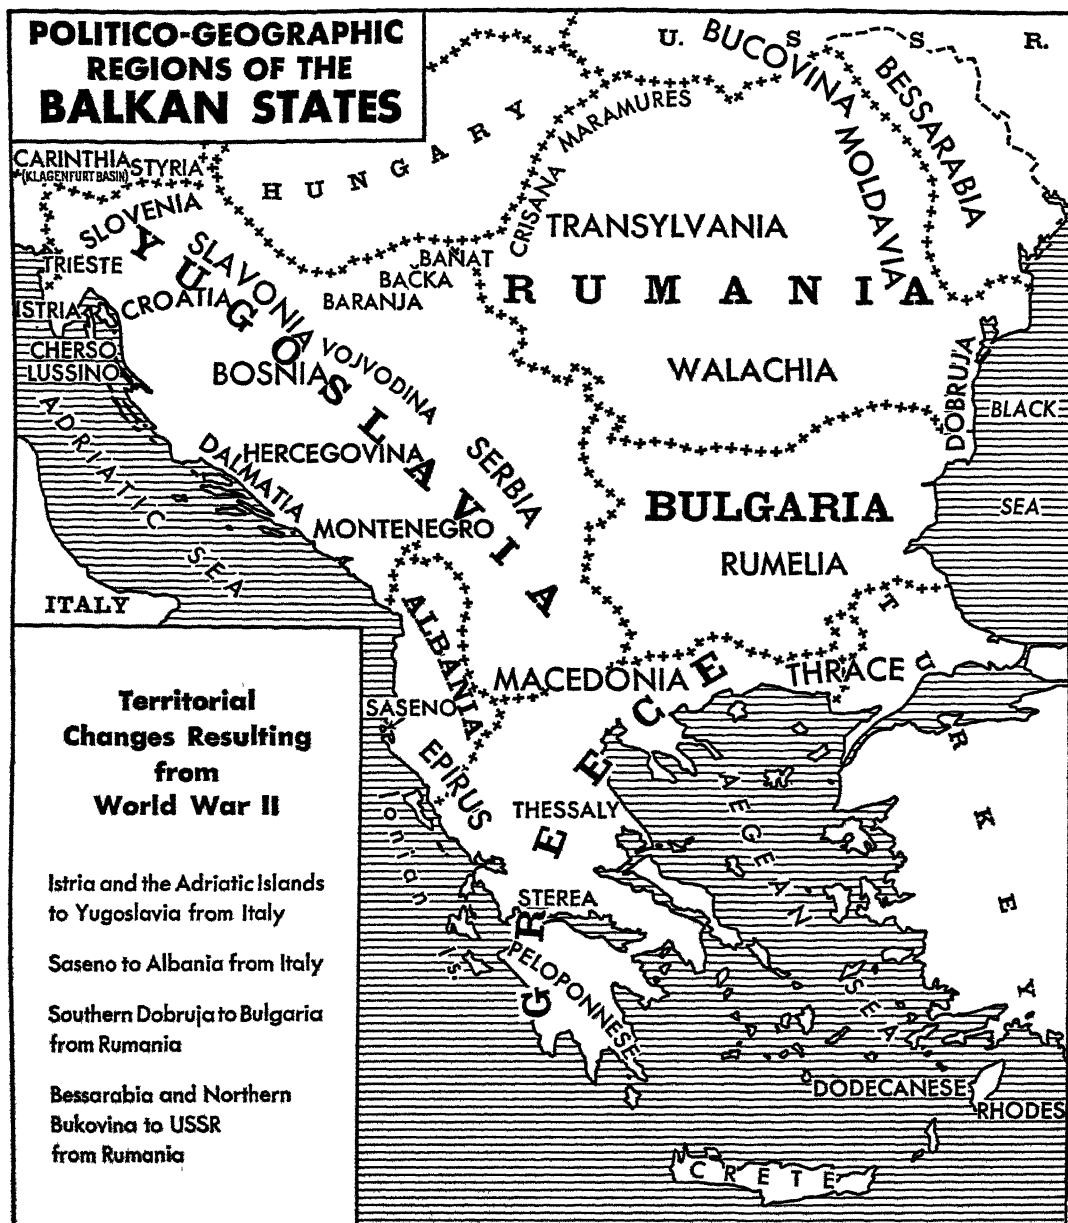 POLITICO-GEOGRAPHIC
REGIONS OF THE
BALKAN STATES
U. S. S. R.
BUCOVINA
BESSARABIA
MOLDAVIA
MARAMURES
CRISANA
HUNGARY
CARINTHIA
(KLAGENFURT BASIN)
STYRIA
SLOVENIA
TRANSYLVANIA
YUGOSLAVIA
SLAVONIA
TRIESTE
BAŇAT
BAČKA
BARANJA
RUMANIA
ISTRIA
CROATIA
CHERSO
LUSSINO
BOSNIA
VOJVODINA
WALACHIA
DOBRUJA
BLACK
SEA
ADRIATIC SEA
DALMATIA
HERCEGOVINA
SERBIA
BULGARIA
MONTENEGRO
RUMELIA
ITALY
ALBANIA
MACEDONIA
THRACE
TURKEY
SASENO
EPIRUS
GREECE
THESSALY
Ionian Is.
AEGEAN SEA
STEREA
PELOPONNESE
DODECANESE
RHODES
CRETE
Territorial
Changes Resulting
from
World War II
Istria and the Adriatic Islands
to Yugoslavia from Italy
Saseno to Albania from Italy
Southern Dobruja to Bulgaria
from Rumania
Bessarabia and Northern
Bukovina to USSR
from Rumania